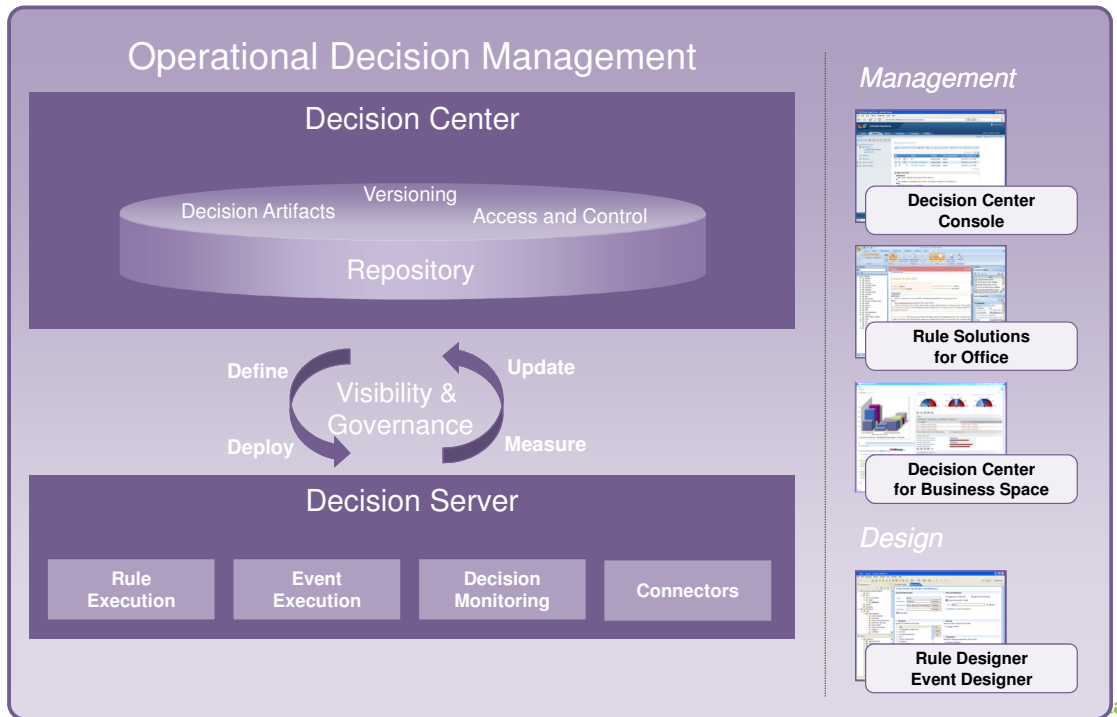 Operational Decision Management
Decision Center
Versioning
Decision Artifacts
Access and Control
Repository
Define
Update
Visibility &
Governance
Deploy
Measure
Decision Server
Rule
Execution
Event
Execution
Decision
Monitoring
Connectors
Management
Decision Center
Console
Rule Solutions
for Office
Decision Center
for Business Space
Design
Rule Designer
Event Designer